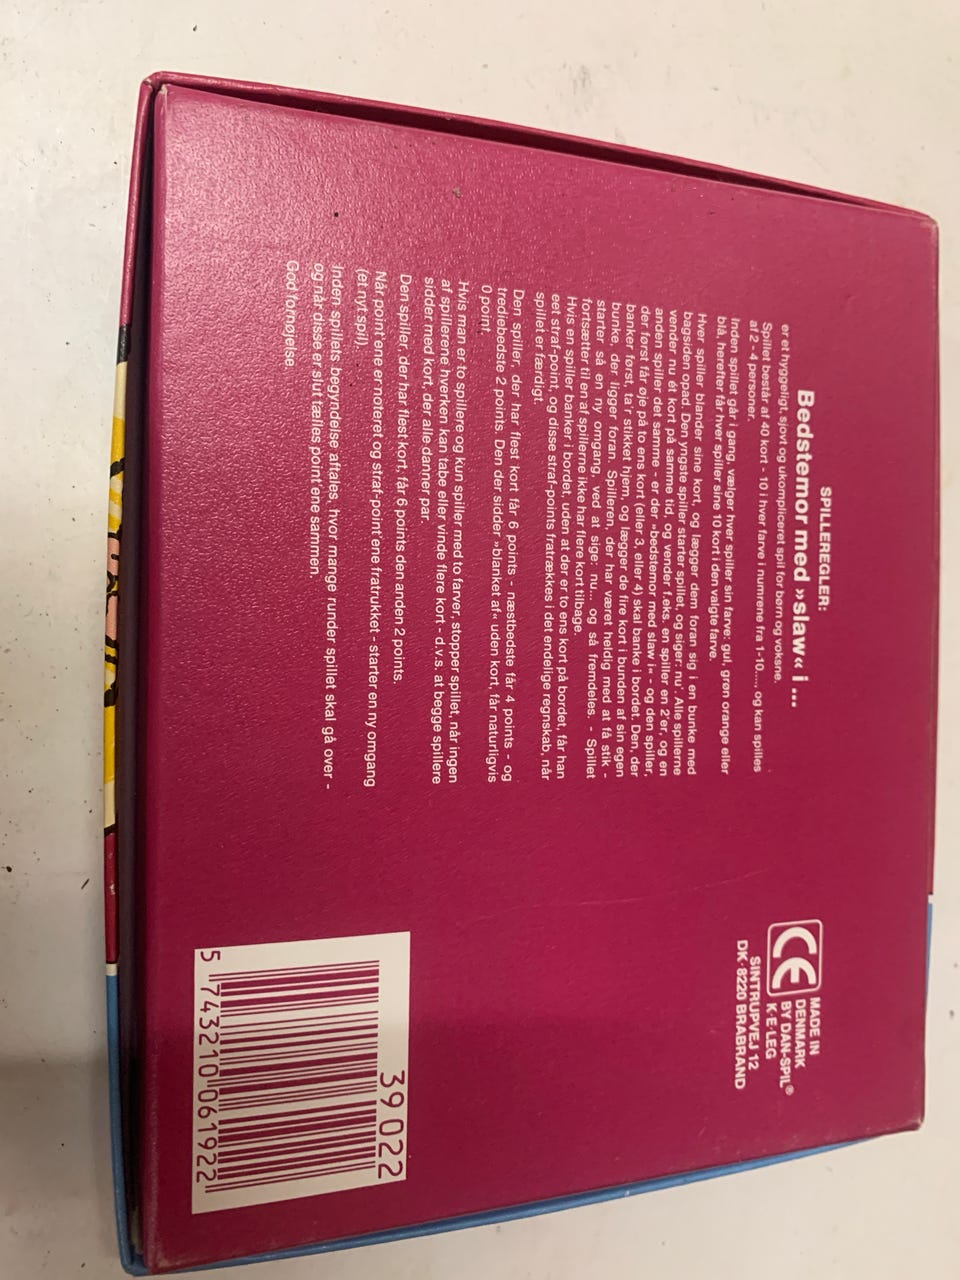 SPILLEREGLER:
Bedstemor med »slaw« i...
er et hyggeligt, sjovt og ukompliceret spil for børn og voksne.
Spillet består af 40 kort - 10 i hver farve i numrene fra 1-10...., og kan spilles
af 2 - 4 personer.
Inden spillet går i gang, vælger hver spiller sin farve: gul, grøn orange eller
blå, herefter får hver spiller sine 10 kort i den valgte farve.
Hver spiller blander sine kort, og lægger dem foran sig i en bunke med
bagsiden opad. Den yngste spiller starter spillet, og siger: nu'. Alle spillerne
vender nu ét kort på samme tid, og vender f.eks. en spiller en 2'er, og en
anden spiller det samme - er der »bedstemor med slaw i« - og den spiller,
der først får øje på to ens kort (eller 3, eller 4) skal banke i bordet. Den, der
banker først, ta'r stikket hjem, og lægger de fire kort i bunden af sin egen
bunke, der ligger foran. Spilleren, der har været heldig med at få stik -
starter så en ny omgang, ved at sige: nu... og så fremdeles. - Spillet
fortsætter til en af spillerne ikke har flere kort tilbage.
Hvis en spiller banker i bordet, uden at der er to ens kort på bordet, får han
eet straf-point, og disse straf-points fratrækkes i det endelige regnskab, når
spillet er færdigt.
Den spiller, der har flest kort får 6 points - næstbedste får 4 points - og
trediebedste 2 points. Den der sidder »blanket af« uden kort, får naturligvis
0 point.
Hvis man er to spillere og kun spiller med to farver, stopper spillet, når ingen
af spillerene hverken kan tabe eller vinde flere kort - d.v.s. at begge spillere
sidder med kort, der alle danner par.
Den spiller, der har flest kort, får 6 points den anden 2 points.
Når point'ene er noteret og straf-point'ene fratrukket - starter en ny omgang
(et nyt spil).
Inden spillets begyndelse aftales, hvor mange runder spillet skal gå over -
og når disse er slut tælles point'ene sammen.
God fornøjelse.
CE
MADE IN
DENMARK
BY DAN-SPIL®
K·E·LEG
SINTRUPVEJ 12
DK-8220 BRABRAND
39 022
5 743210 061922